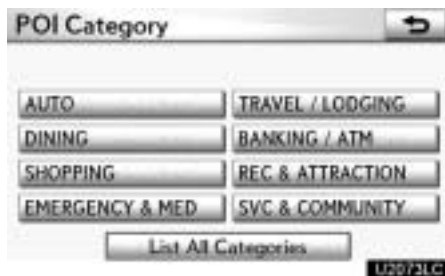 POI Category
AUTO
TRAVEL / LODGING
DINING
BANKING / ATM
SHOPPING
REC & ATTRACTION
EMERGENCY & MED
SVC & COMMUNITY
List All Categories
U2073LC